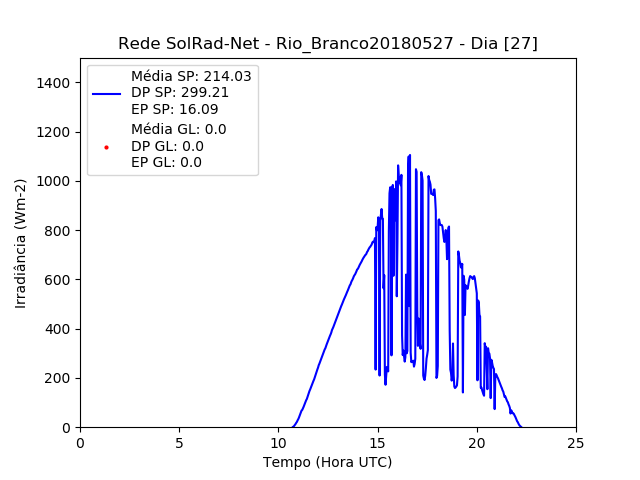 Rede SolRad-Net - Rio_Branco20180527 - Dia [27]
Média SP: 214.03
DP SP: 299.21
EP SP: 16.09
Média GL: 0.0
DP GL: 0.0
EP GL: 0.0
Irradiância (Wm-2)
1400
1200
1000
800
600
400
200
0
0 5 10 15 20 25
Tempo (Hora UTC)